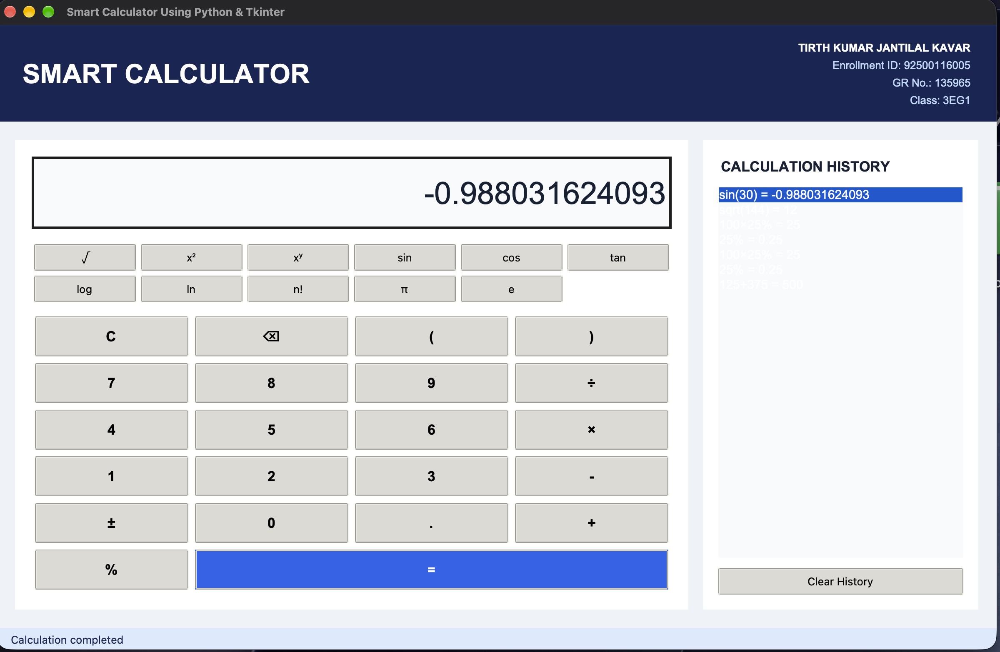 Smart Calculator Using Python & Tkinter
SMART CALCULATOR
TIRTH KUMAR JANTILAL KAVAR
Enrollment ID: 92500116005
GR No.: 135965
Class: 3EG1
-0.988031624093
√ x² xʸ sin cos tan
log ln n! π e
C ⌫ ( )
7 8 9 ÷
4 5 6 ×
1 2 3 -
± 0 . +
% =
CALCULATION HISTORY
sin(30) = -0.988031624093
sqrt(144) = 12
100×25% = 25
25% = 0.25
100×25% = 25
25% = 0.25
125+375 = 500
Clear History
Calculation completed